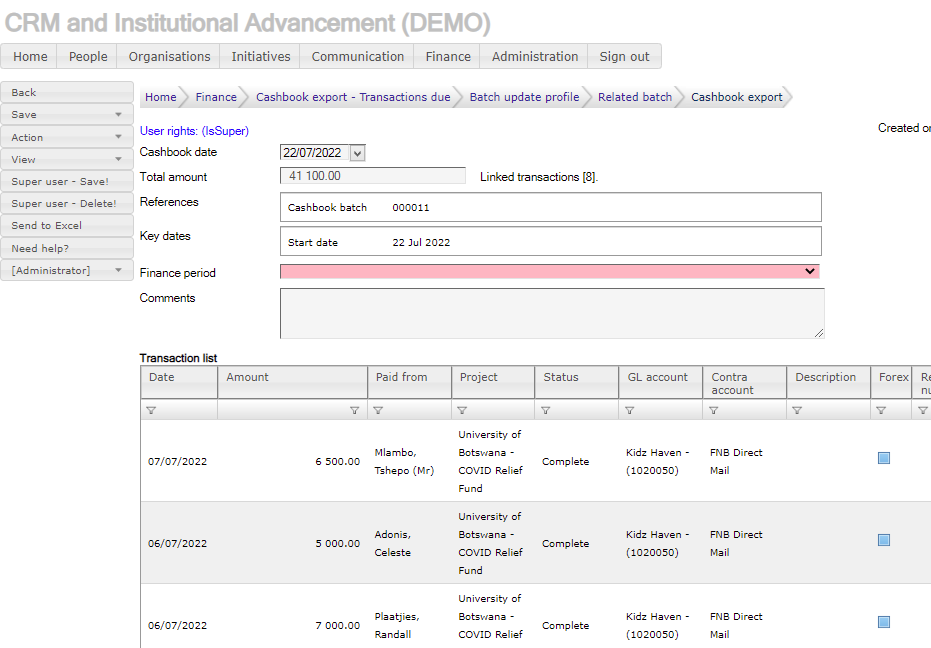 CRM and Institutional Advancement (DEMO)
Home People Organisations Initiatives Communication Finance Administration Sign out
Back
Save
Action
View
Super user - Save!
Super user - Delete!
Send to Excel
Need help?
[Administrator]
Home Finance Cashbook export - Transactions due Batch update profile Related batch Cashbook export
User rights: (IsSuper)
Created
Cashbook date 22/07/2022
Total amount 41 100.00 Linked transactions [8].
References Cashbook batch 000011
Key dates Start date 22 Jul 2022
Finance period
Comments
Transaction list
Date Amount Paid from Project Status GL account Contra account Description Forex
07/07/2022 6 500.00 Mlambo, Tshepo (Mr) University of Botswana - COVID Relief Fund Complete Kidz Haven - (1020050) FNB Direct Mail
06/07/2022 5 000.00 Adonis, Celeste University of Botswana - COVID Relief Fund Complete Kidz Haven - (1020050) FNB Direct Mail
06/07/2022 7 000.00 Plaatjies, Randall University of Botswana - COVID Relief Complete Kidz Haven - (1020050) FNB Direct Mail